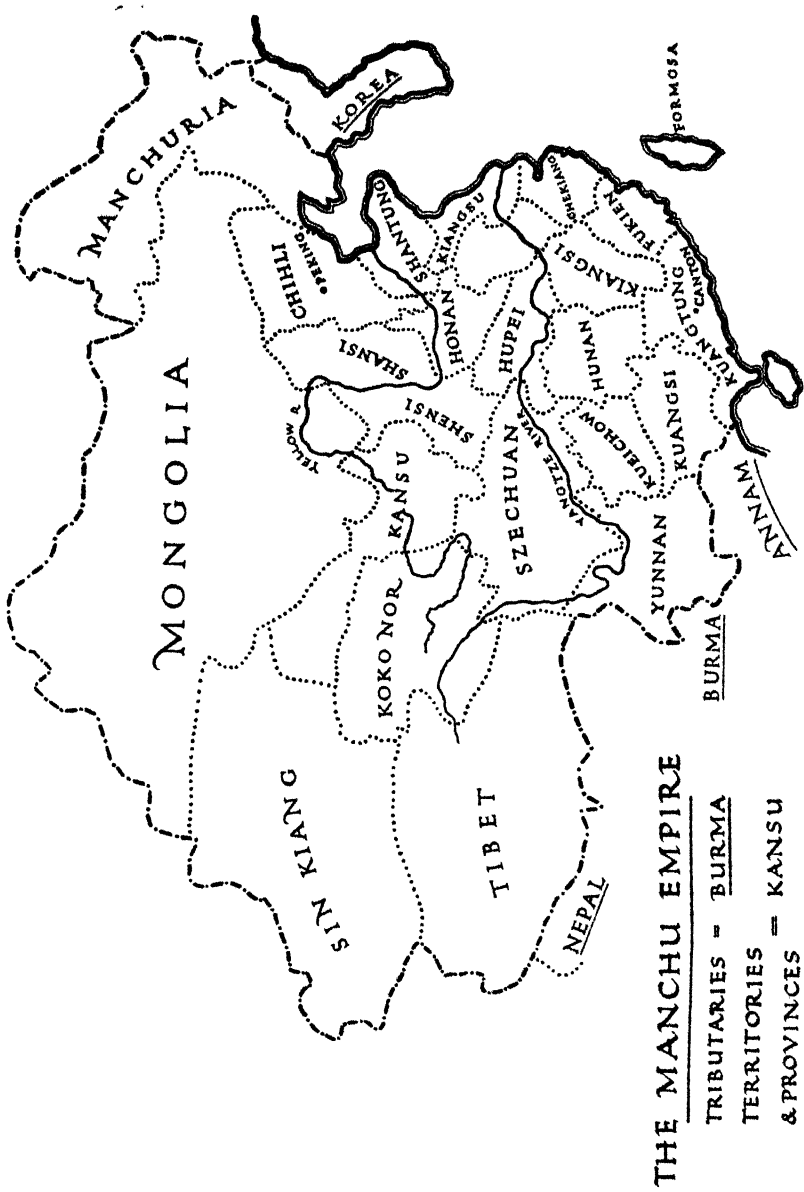 MONGOLIA
MANCHURIA
KOREA
SIN KIANG
CHIHLI
PEKING
YELLOW R.
SHANSI
SHANTUNG
KOKO NOR
KANSU
SHENSI
HONAN
KIANGSU
TIBET
SZECHUAN
HUPEI
YANGTZE RIVER
KIANGSI
CHEKIANG
NEPAL
KUEICHOW
HUNAN
FUKIEN
FORMOSA
YUNNAN
KUANGSI
KUANGTUNG
CANTON
BURMA
ANNAM
THE MANCHU EMPIRE
TRIBUTARIES = BURMA
TERRITORIES
& PROVINCES = KANSU